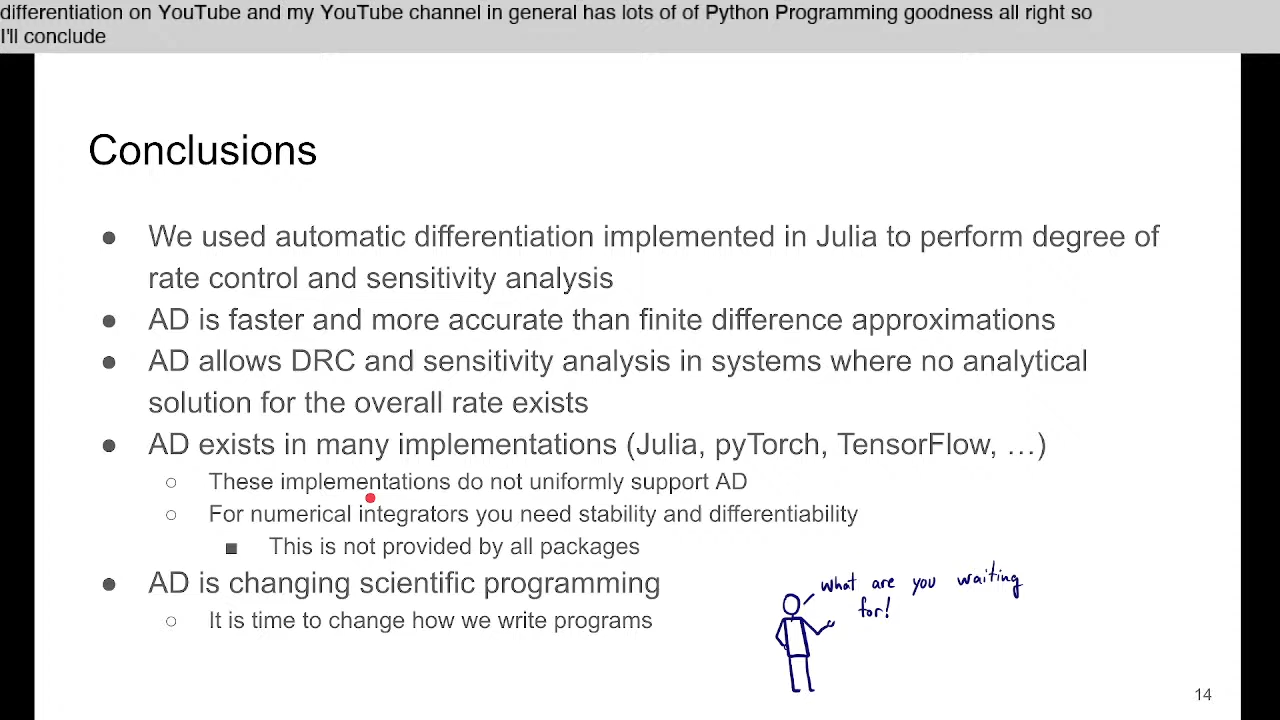 differentiation on YouTube and my YouTube channel in general has lots of of Python Programming goodness all right so
I'll conclude
Conclusions
● We used automatic differentiation implemented in Julia to perform degree of
rate control and sensitivity analysis
● AD is faster and more accurate than finite difference approximations
● AD allows DRC and sensitivity analysis in systems where no analytical
solution for the overall rate exists
● AD exists in many implementations (Julia, pyTorch, TensorFlow, …)
○ These implementations do not uniformly support AD
○ For numerical integrators you need stability and differentiability
■ This is not provided by all packages
● AD is changing scientific programming
○ It is time to change how we write programs
what are you waiting
for!
14